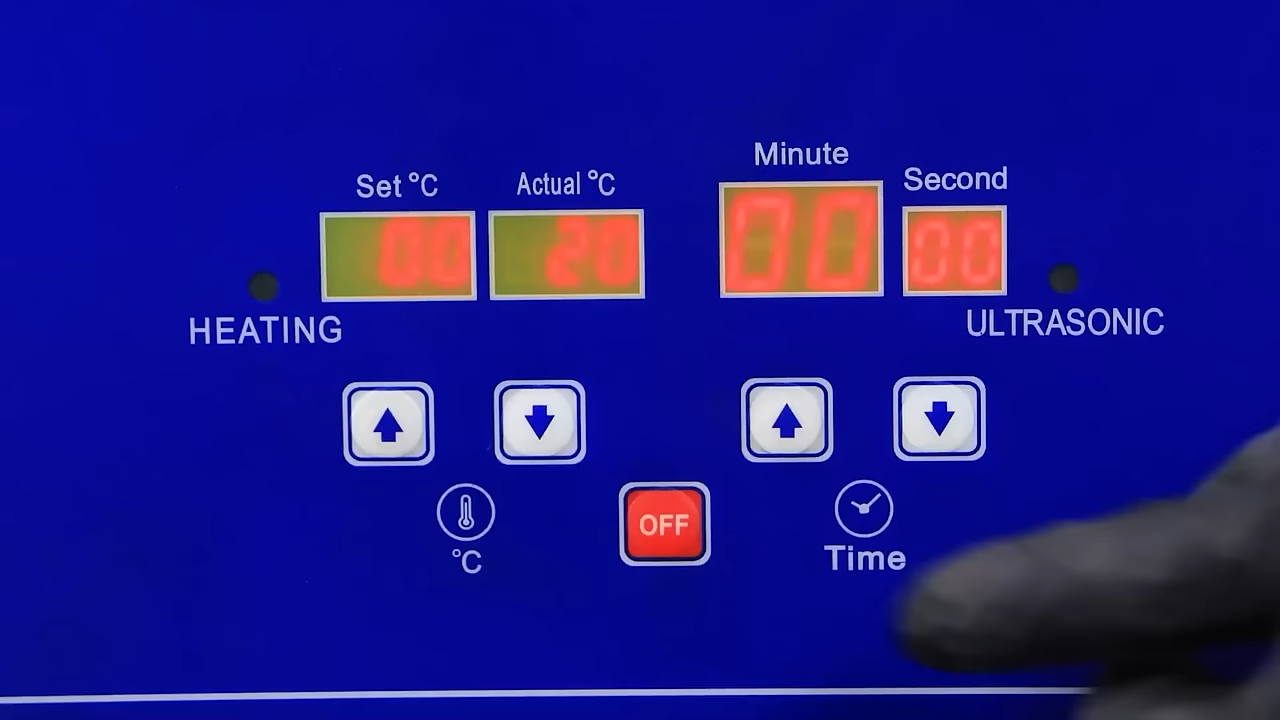 Minute
Set °C
Actual °C
Second
00
20
00
00
HEATING
ULTRASONIC
OFF
°C
Time